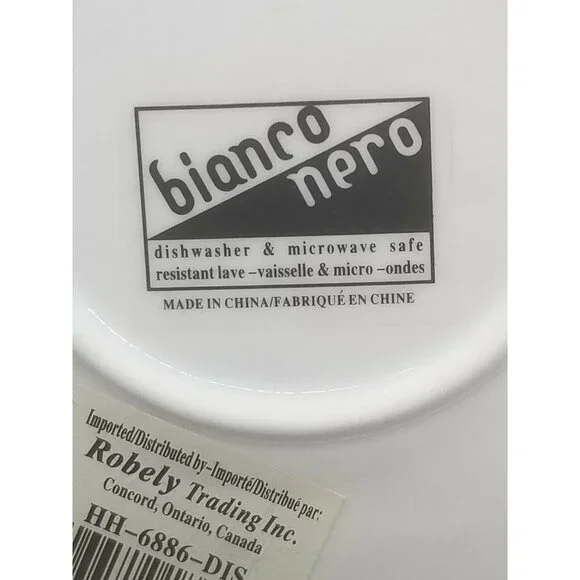 bianco
nero
dishwasher & microwave safe
resistant lave–vaisselle & micro–ondes
MADE IN CHINA/FABRIQUÉ EN CHINE
Imported/Distributed by–Importé/Distribué par:
Robely Trading Inc.
Concord, Ontario, Canada
HH–6886–DIS